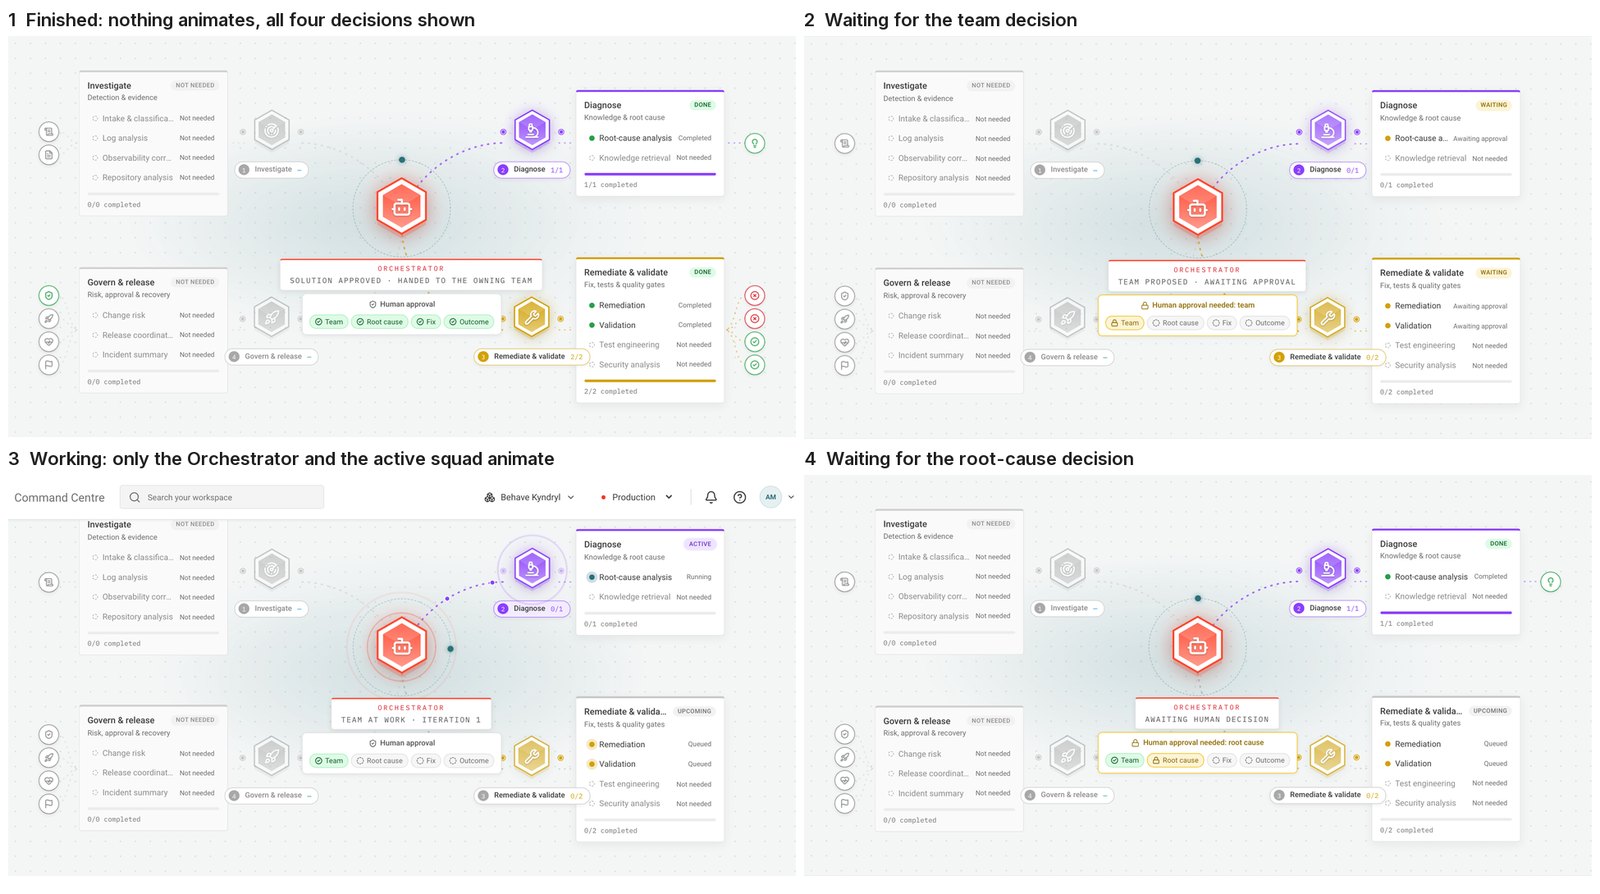 1 Finished: nothing animates, all four decisions shown
Investigate NOT NEEDED
Detection & evidence
Intake & classifica... Not needed
Log analysis Not needed
Observability corr... Not needed
Repository analysis Not needed
0/0 completed
1 Investigate –
2 Diagnose 1/1
Diagnose DONE
Knowledge & root cause
Root-cause analysis Completed
Knowledge retrieval Not needed
1/1 completed
ORCHESTRATOR
SOLUTION APPROVED · HANDED TO THE OWNING TEAM
Human approval
Team Root cause Fix Outcome
Govern & release NOT NEEDED
Risk, approval & recovery
Change risk Not needed
Release coordinat... Not needed
Incident summary Not needed
0/0 completed
4 Govern & release –
3 Remediate & validate 2/2
Remediate & validate DONE
Fix, tests & quality gates
Remediation Completed
Validation Completed
Test engineering Not needed
Security analysis Not needed
2/2 completed
2 Waiting for the team decision
Investigate NOT NEEDED
Detection & evidence
Intake & classifica... Not needed
Log analysis Not needed
Observability corr... Not needed
Repository analysis Not needed
0/0 completed
1 Investigate –
2 Diagnose 0/1
Diagnose WAITING
Knowledge & root cause
Root-cause a... Awaiting approval
Knowledge retrieval Not needed
0/1 completed
ORCHESTRATOR
TEAM PROPOSED · AWAITING APPROVAL
Human approval needed: team
Team Root cause Fix Outcome
Govern & release NOT NEEDED
Risk, approval & recovery
Change risk Not needed
Release coordinat... Not needed
Incident summary Not needed
0/0 completed
4 Govern & release –
3 Remediate & validate 0/2
Remediate & validate WAITING
Fix, tests & quality gates
Remediation Awaiting approval
Validation Awaiting approval
Test engineering Not needed
Security analysis Not needed
0/2 completed
3 Working: only the Orchestrator and the active squad animate
Command Centre Search your workspace Behave Kyndryl Production AM
Investigate NOT NEEDED
Detection & evidence
Intake & classifica... Not needed
Log analysis Not needed
Observability corr... Not needed
Repository analysis Not needed
0/0 completed
1 Investigate –
2 Diagnose 0/1
Diagnose ACTIVE
Knowledge & root cause
Root-cause analysis Running
Knowledge retrieval Not needed
0/1 completed
ORCHESTRATOR
TEAM AT WORK · ITERATION 1
Human approval
Team Root cause Fix Outcome
Govern & release NOT NEEDED
Risk, approval & recovery
Change risk Not needed
Release coordinat... Not needed
Incident summary Not needed
0/0 completed
4 Govern & release –
3 Remediate & validate 0/2
Remediate & valida... UPCOMING
Fix, tests & quality gates
Remediation Queued
Validation Queued
Test engineering Not needed
Security analysis Not needed
0/2 completed
4 Waiting for the root-cause decision
Investigate NOT NEEDED
Detection & evidence
Intake & classifica... Not needed
Log analysis Not needed
Observability corr... Not needed
Repository analysis Not needed
0/0 completed
1 Investigate –
2 Diagnose 1/1
Diagnose DONE
Knowledge & root cause
Root-cause analysis Completed
Knowledge retrieval Not needed
1/1 completed
ORCHESTRATOR
AWAITING HUMAN DECISION
Human approval needed: root cause
Team Root cause Fix Outcome
Govern & release NOT NEEDED
Risk, approval & recovery
Change risk Not needed
Release coordinat... Not needed
Incident summary Not needed
0/0 completed
4 Govern & release –
3 Remediate & validate 0/2
Remediate & valida... UPCOMING
Fix, tests & quality gates
Remediation Queued
Validation Queued
Test engineering Not needed
Security analysis Not needed
0/2 completed